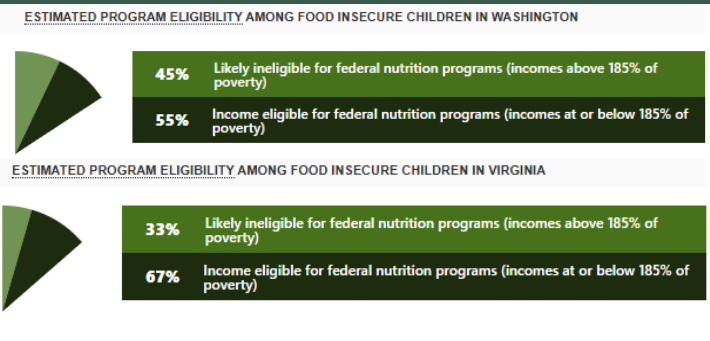 ESTIMATED PROGRAM ELIGIBILITY AMONG FOOD INSECURE CHILDREN IN WASHINGTON
45%
Likely ineligible for federal nutrition programs (incomes above 185% of
poverty)
55%
Income eligible for federal nutrition programs (incomes at or below 185% of
poverty)
ESTIMATED PROGRAM ELIGIBILITY AMONG FOOD INSECURE CHILDREN IN VIRGINIA
33%
Likely ineligible for federal nutrition programs (incomes above 185% of
poverty)
67%
Income eligible for federal nutrition programs (incomes at or below 185% of
poverty)